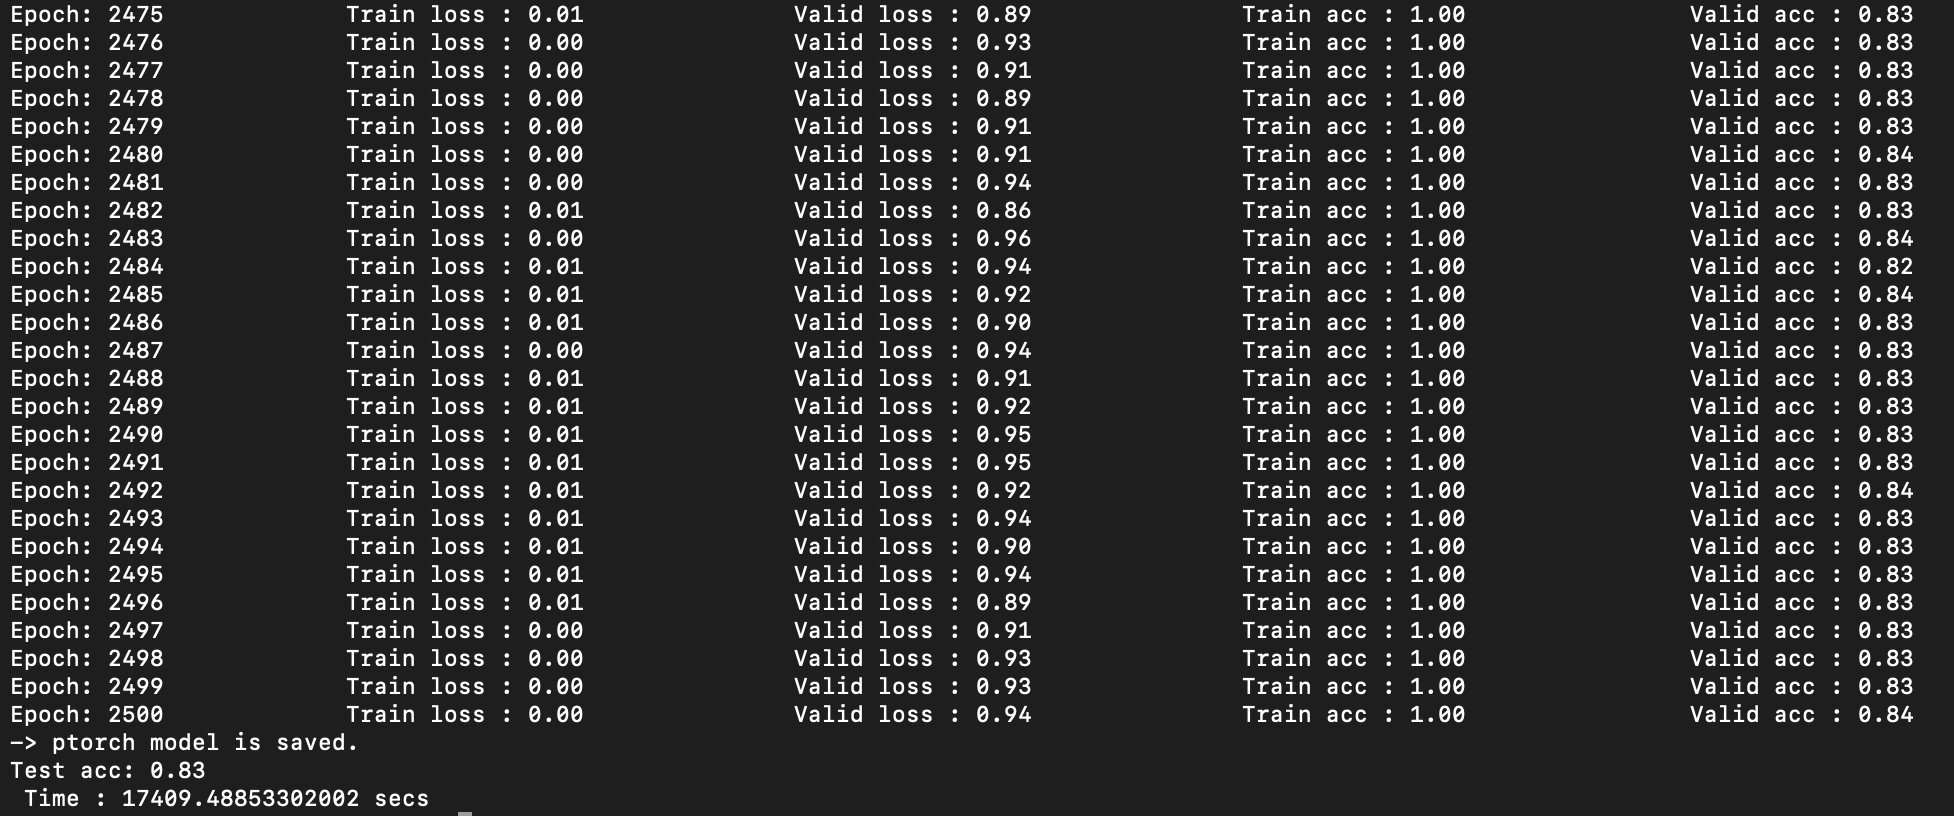 Epoch: 2475 Train loss : 0.01 Valid loss : 0.89 Train acc : 1.00 Valid acc : 0.83
Epoch: 2476 Train loss : 0.00 Valid loss : 0.93 Train acc : 1.00 Valid acc : 0.83
Epoch: 2477 Train loss : 0.00 Valid loss : 0.91 Train acc : 1.00 Valid acc : 0.83
Epoch: 2478 Train loss : 0.00 Valid loss : 0.89 Train acc : 1.00 Valid acc : 0.83
Epoch: 2479 Train loss : 0.00 Valid loss : 0.91 Train acc : 1.00 Valid acc : 0.83
Epoch: 2480 Train loss : 0.00 Valid loss : 0.91 Train acc : 1.00 Valid acc : 0.84
Epoch: 2481 Train loss : 0.00 Valid loss : 0.94 Train acc : 1.00 Valid acc : 0.83
Epoch: 2482 Train loss : 0.01 Valid loss : 0.86 Train acc : 1.00 Valid acc : 0.83
Epoch: 2483 Train loss : 0.00 Valid loss : 0.96 Train acc : 1.00 Valid acc : 0.84
Epoch: 2484 Train loss : 0.01 Valid loss : 0.94 Train acc : 1.00 Valid acc : 0.82
Epoch: 2485 Train loss : 0.01 Valid loss : 0.92 Train acc : 1.00 Valid acc : 0.84
Epoch: 2486 Train loss : 0.01 Valid loss : 0.90 Train acc : 1.00 Valid acc : 0.83
Epoch: 2487 Train loss : 0.00 Valid loss : 0.94 Train acc : 1.00 Valid acc : 0.83
Epoch: 2488 Train loss : 0.01 Valid loss : 0.91 Train acc : 1.00 Valid acc : 0.83
Epoch: 2489 Train loss : 0.01 Valid loss : 0.92 Train acc : 1.00 Valid acc : 0.83
Epoch: 2490 Train loss : 0.01 Valid loss : 0.95 Train acc : 1.00 Valid acc : 0.83
Epoch: 2491 Train loss : 0.01 Valid loss : 0.95 Train acc : 1.00 Valid acc : 0.83
Epoch: 2492 Train loss : 0.01 Valid loss : 0.92 Train acc : 1.00 Valid acc : 0.84
Epoch: 2493 Train loss : 0.01 Valid loss : 0.94 Train acc : 1.00 Valid acc : 0.83
Epoch: 2494 Train loss : 0.01 Valid loss : 0.90 Train acc : 1.00 Valid acc : 0.83
Epoch: 2495 Train loss : 0.01 Valid loss : 0.94 Train acc : 1.00 Valid acc : 0.83
Epoch: 2496 Train loss : 0.01 Valid loss : 0.89 Train acc : 1.00 Valid acc : 0.83
Epoch: 2497 Train loss : 0.00 Valid loss : 0.91 Train acc : 1.00 Valid acc : 0.83
Epoch: 2498 Train loss : 0.00 Valid loss : 0.93 Train acc : 1.00 Valid acc : 0.83
Epoch: 2499 Train loss : 0.00 Valid loss : 0.93 Train acc : 1.00 Valid acc : 0.83
Epoch: 2500 Train loss : 0.00 Valid loss : 0.94 Train acc : 1.00 Valid acc : 0.84
-> ptorch model is saved.
Test acc: 0.83
Time : 17409.48853302002 secs